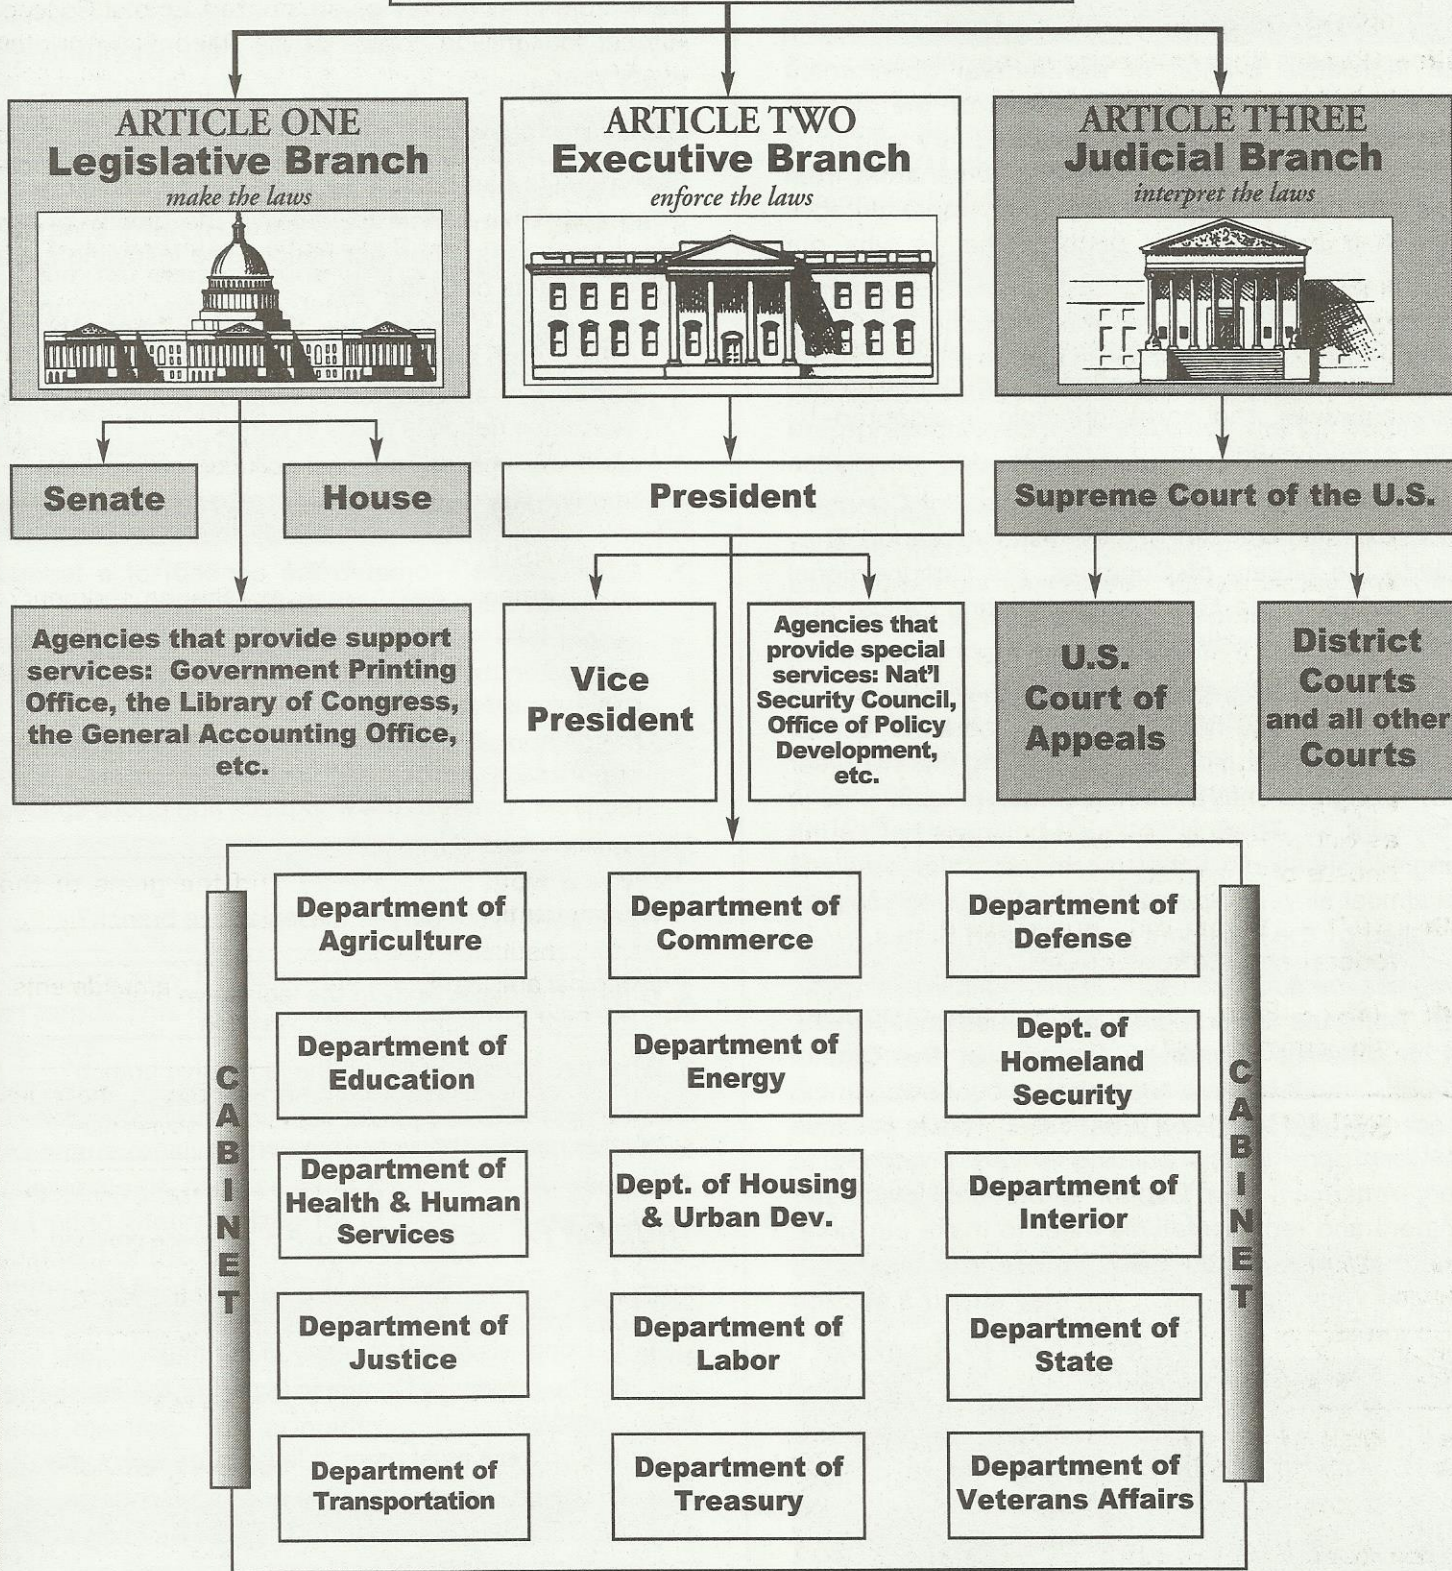 ARTICLE ONE
Legislative Branch
make the laws
ARTICLE TWO
Executive Branch
enforce the laws
ARTICLE THREE
Judicial Branch
interpret the laws
Senate
House
President
Supreme Court of the U.S.
Agencies that provide support
services: Government Printing
Office, the Library of Congress,
the General Accounting Office,
etc.
Vice
President
Agencies that
provide special
services: Nat'l
Security Council,
Office of Policy
Development,
etc.
U.S.
Court of
Appeals
District
Courts
and all other
Courts
CABINET
Department of
Agriculture
Department of
Commerce
Department of
Defense
Department of
Education
Department of
Energy
Dept. of
Homeland
Security
Department of
Health & Human
Services
Dept. of Housing
& Urban Dev.
Department of
Interior
Department of
Justice
Department of
Labor
Department of
State
Department of
Transportation
Department of
Treasury
Department of
Veterans Affairs
CABINET